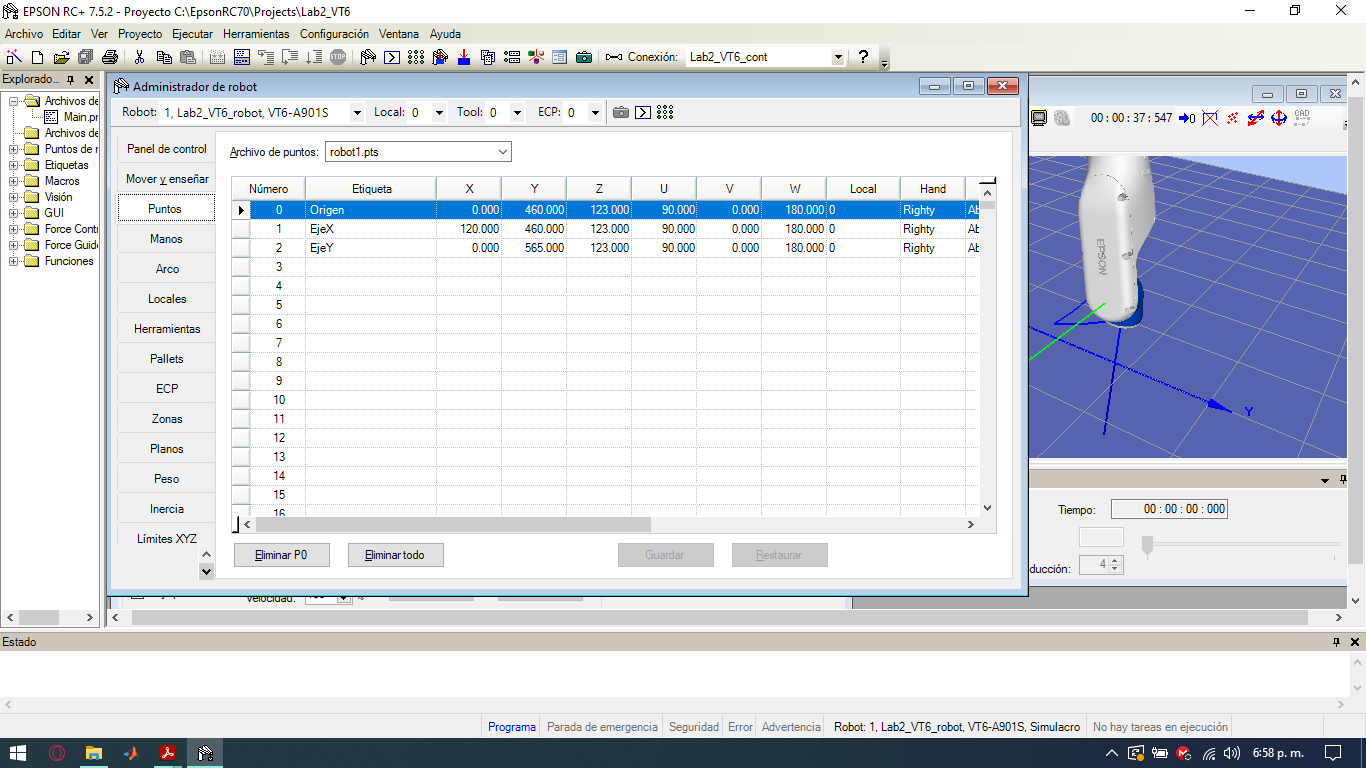 EPSON RC+ 7.5.2 - Proyecto C:\EpsonRC70\Projects\Lab2_VT6
Archivo Editar Ver Proyecto Ejecutar Herramientas Configuración Ventana Ayuda
STOP Conexión: Lab2_VT6_cont ?
Explorado...
Archivos de
Main.pr
Archivos de
Puntos de r
Etiquetas
Macros
Visión
GUI
Force Contr
Force Guide
Funciones
Administrador de robot
Robot: 1, Lab2_VT6_robot, VT6-A901S Local: 0 Tool: 0 ECP: 0
Panel de control
Mover y enseñar
Puntos
Manos
Arco
Locales
Herramientas
Pallets
ECP
Zonas
Planos
Peso
Inercia
Límites XYZ
Archivo de puntos: robot1.pts
Número Etiqueta X Y Z U V W Local Hand
0 Origen 0.000 460.000 123.000 90.000 0.000 180.000 0 Righty Ab
1 EjeX 120.000 460.000 123.000 90.000 0.000 180.000 0 Righty Ab
2 EjeY 0.000 565.000 123.000 90.000 0.000 180.000 0 Righty Ab
3
4
5
6
7
8
9
10
11
12
13
14
15
16
Eliminar P0 Eliminar todo Guardar Restaurar
00 : 00 : 37 : 547 CAD
EPSON
Y
Tiempo: 00 : 00 : 00 : 000
ducción: 4
Velocidad: %
Estado
Programa Parada de emergencia Seguridad Error Advertencia Robot: 1, Lab2_VT6_robot, VT6-A901S, Simulacro No hay tareas en ejecución
6:58 p. m.